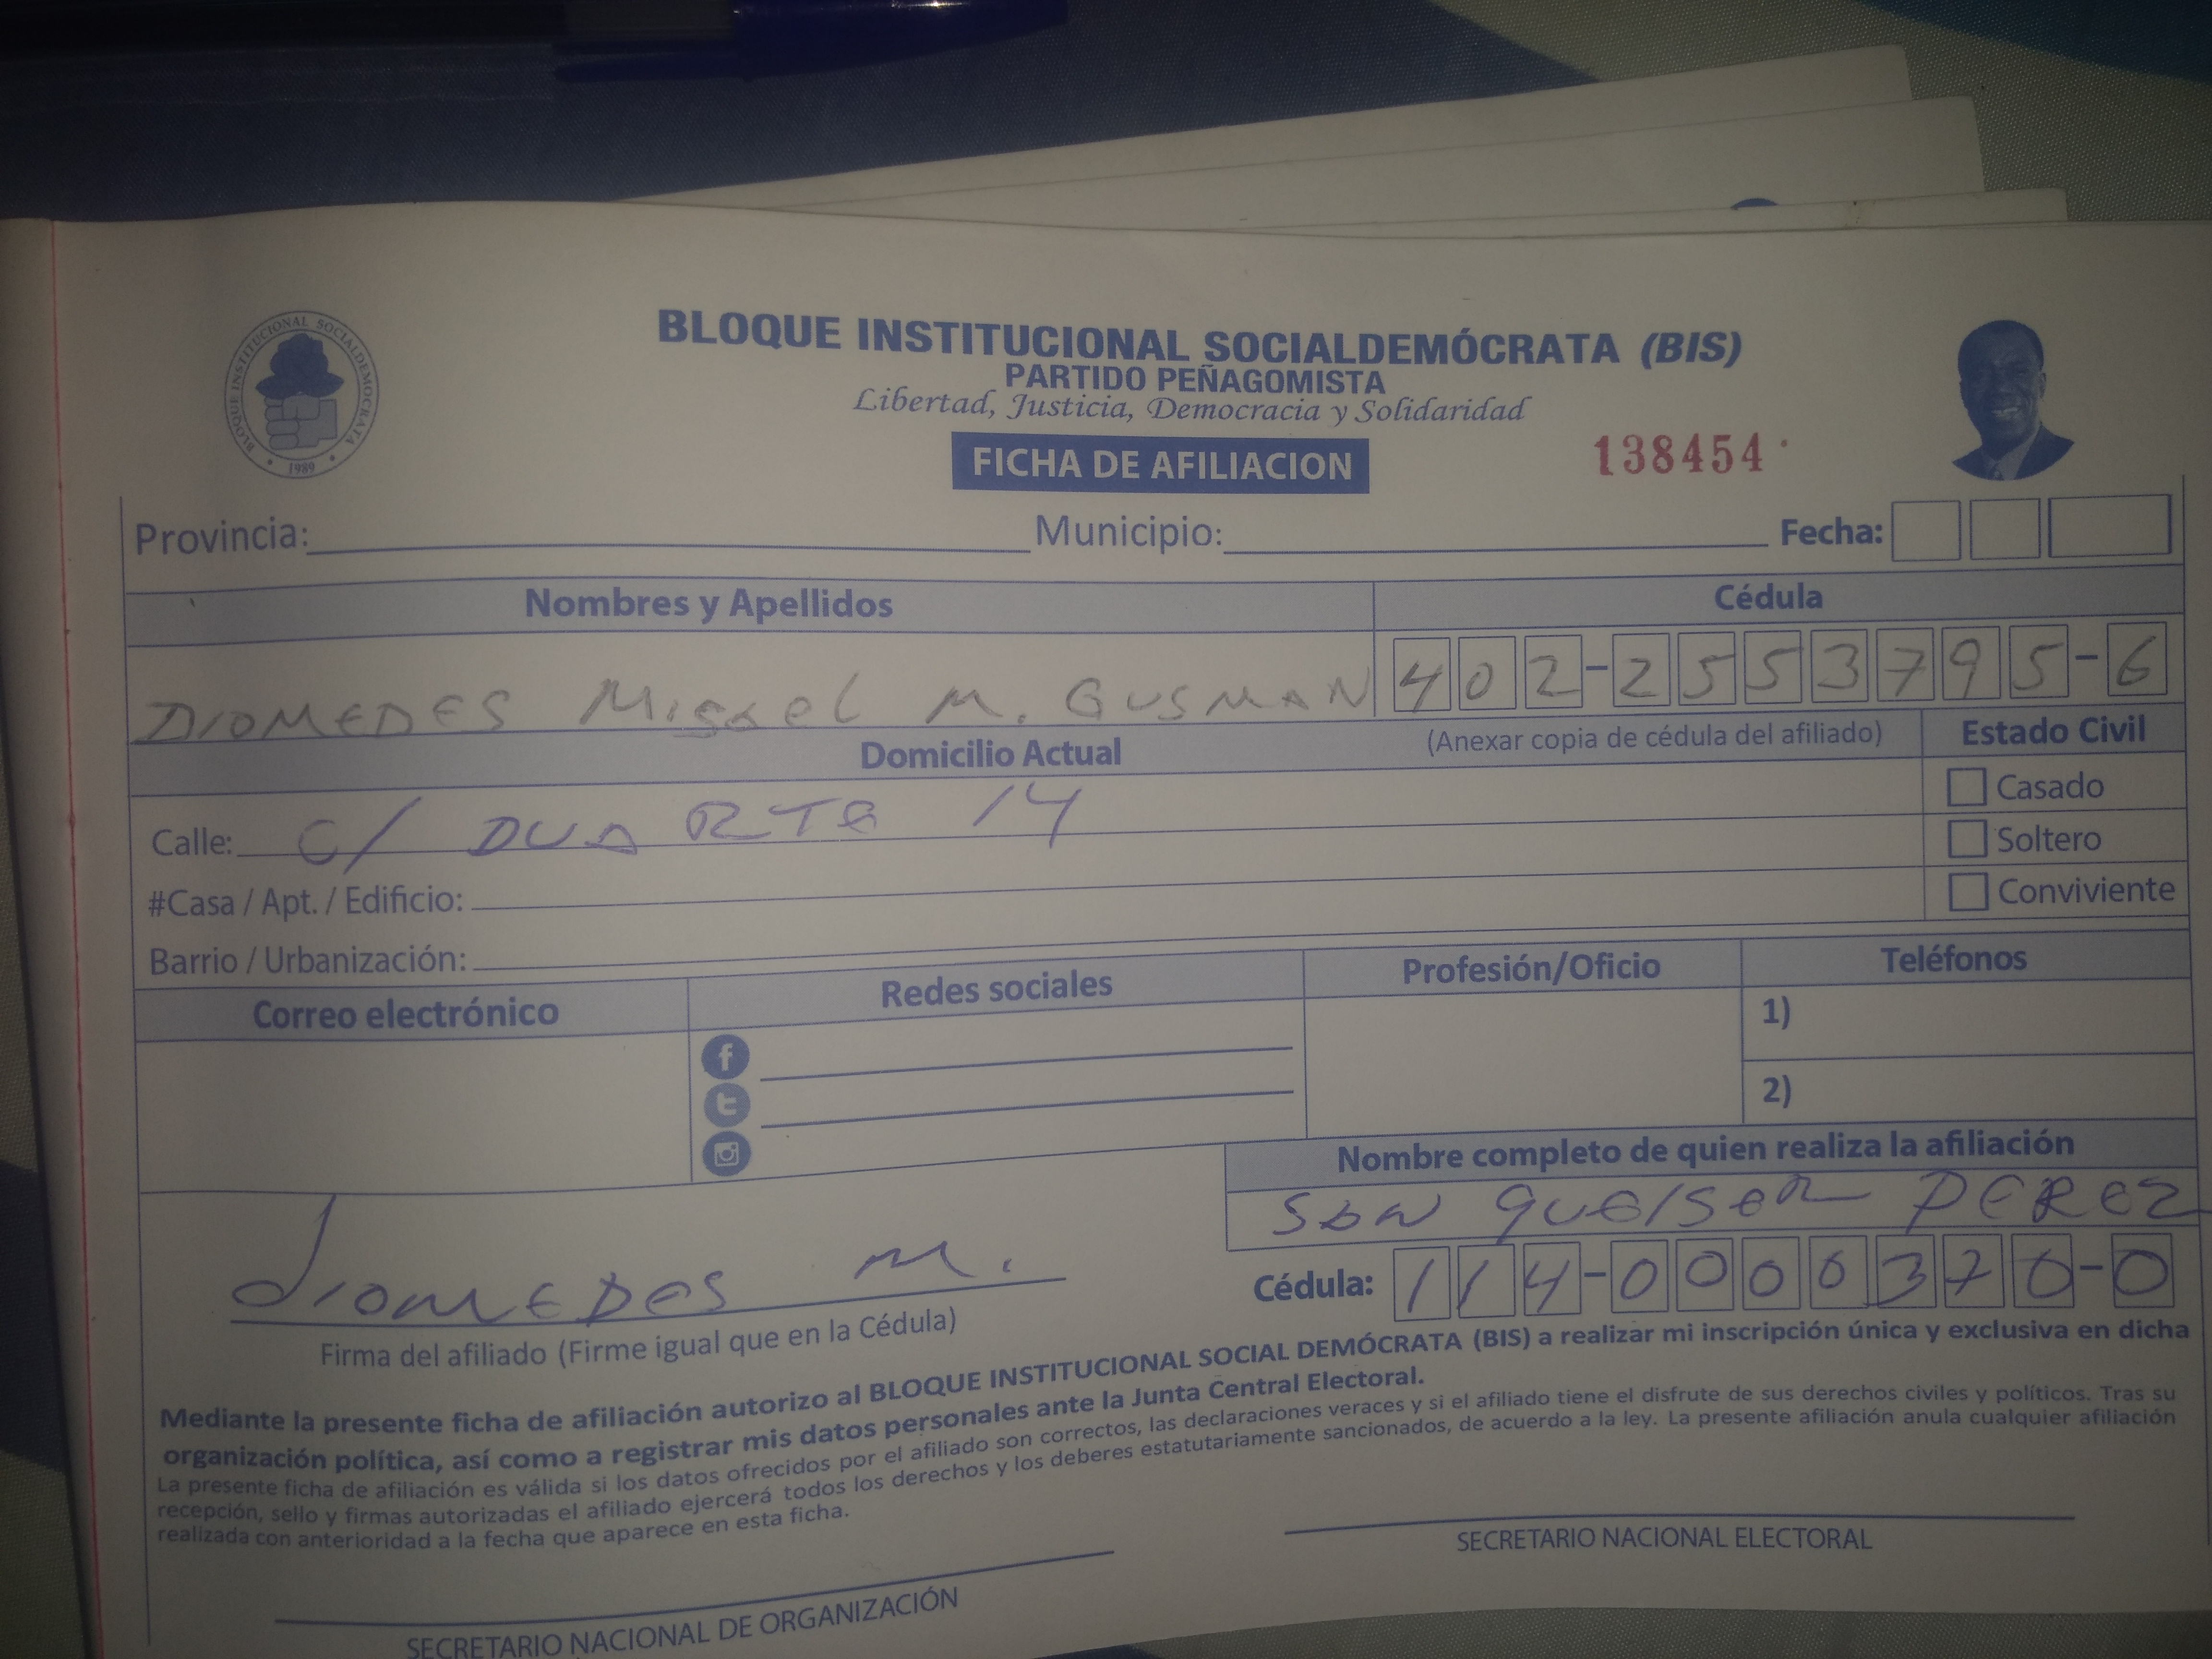 BLOQUE INSTITUCIONAL SOCIALDEMOCRATA
1989
BLOQUE INSTITUCIONAL SOCIALDEMÓCRATA (BIS)
PARTIDO PEÑAGOMISTA
Libertad, Justicia, Democracia y Solidaridad
FICHA DE AFILIACION
138454
Provincia: Municipio: Fecha:
Nombres y Apellidos Cédula
DIOMEDES Miguel M. GUSMAN 402-2553795-6
Domicilio Actual (Anexar copia de cédula del afiliado) Estado Civil
Calle: C/ DUARTE 14 Casado
Soltero
#Casa / Apt. / Edificio: Conviviente
Barrio / Urbanización:
Correo electrónico Redes sociales Profesión/Oficio Teléfonos
1)
2)
Nombre completo de quien realiza la afiliación
PEREZ
DIOMEDES M.
Cédula: 114-0000370-0
Firma del afiliado (Firme igual que en la Cédula)
Mediante la presente ficha de afiliación autorizo al BLOQUE INSTITUCIONAL SOCIAL DEMÓCRATA (BIS) a realizar mi inscripción única y exclusiva en dicha
organización política, así como a registrar mis datos personales ante la Junta Central Electoral.
La presente ficha de afiliación es válida si los datos ofrecidos por el afiliado son correctos, las declaraciones veraces y si el afiliado tiene el disfrute de sus derechos civiles y políticos. Tras su
recepción, sello y firmas autorizadas el afiliado ejercerá todos los derechos y los deberes estatutariamente sancionados, de acuerdo a la ley. La presente afiliación anula cualquier afiliación
realizada con anterioridad a la fecha que aparece en esta ficha.
SECRETARIO NACIONAL DE ORGANIZACIÓN
SECRETARIO NACIONAL ELECTORAL